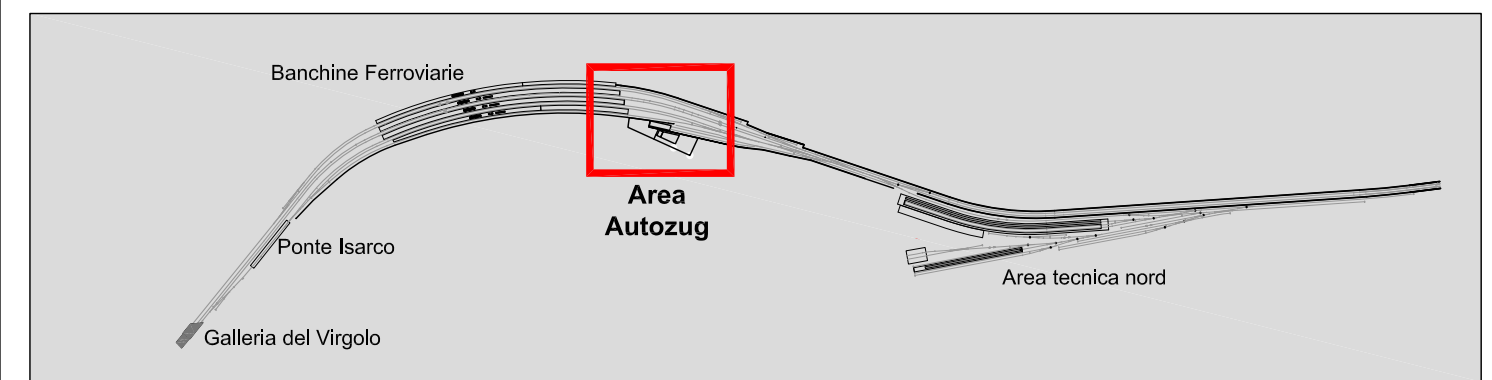 Banchine Ferroviarie
Area
Autozug
Ponte Isarco
Area tecnica nord
Galleria del Virgolo